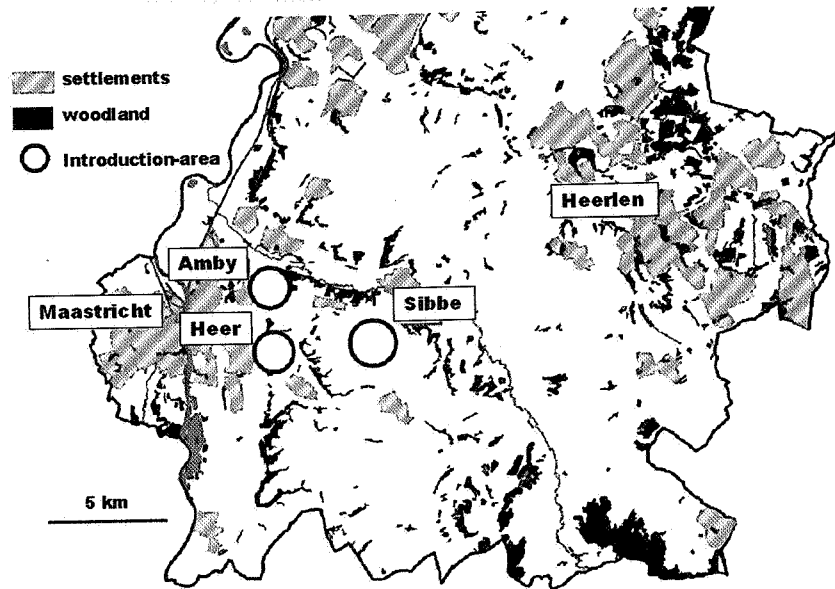 settlements
woodland
Introduction-area
Heerlen
Amby
Sibbe
Maastricht
Heer
5 km